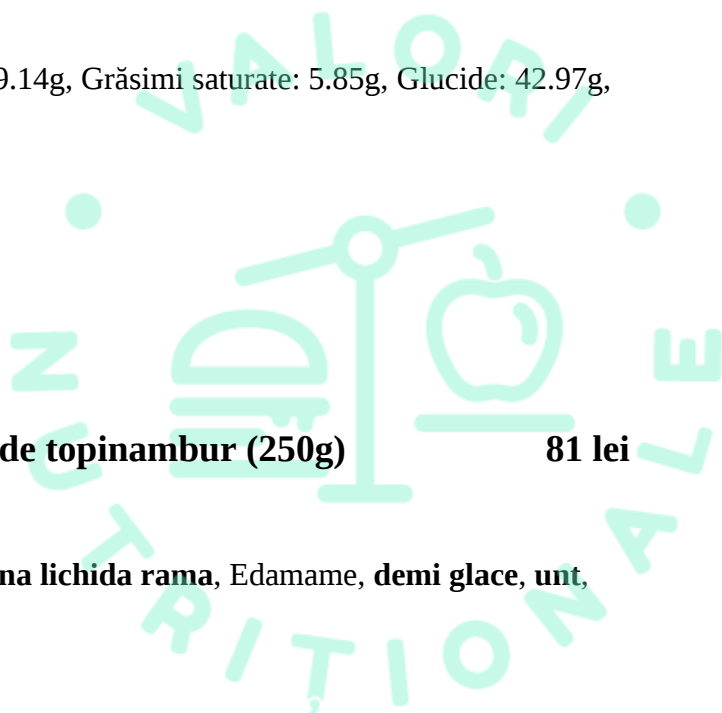 9.14g, Grăsimi saturate: 5.85g, Glucide: 42.97g,
de topinambur (250g) 81 lei
na lichida rama, Edamame, demi glace, unt,
VALORI
NUTRITIONALE